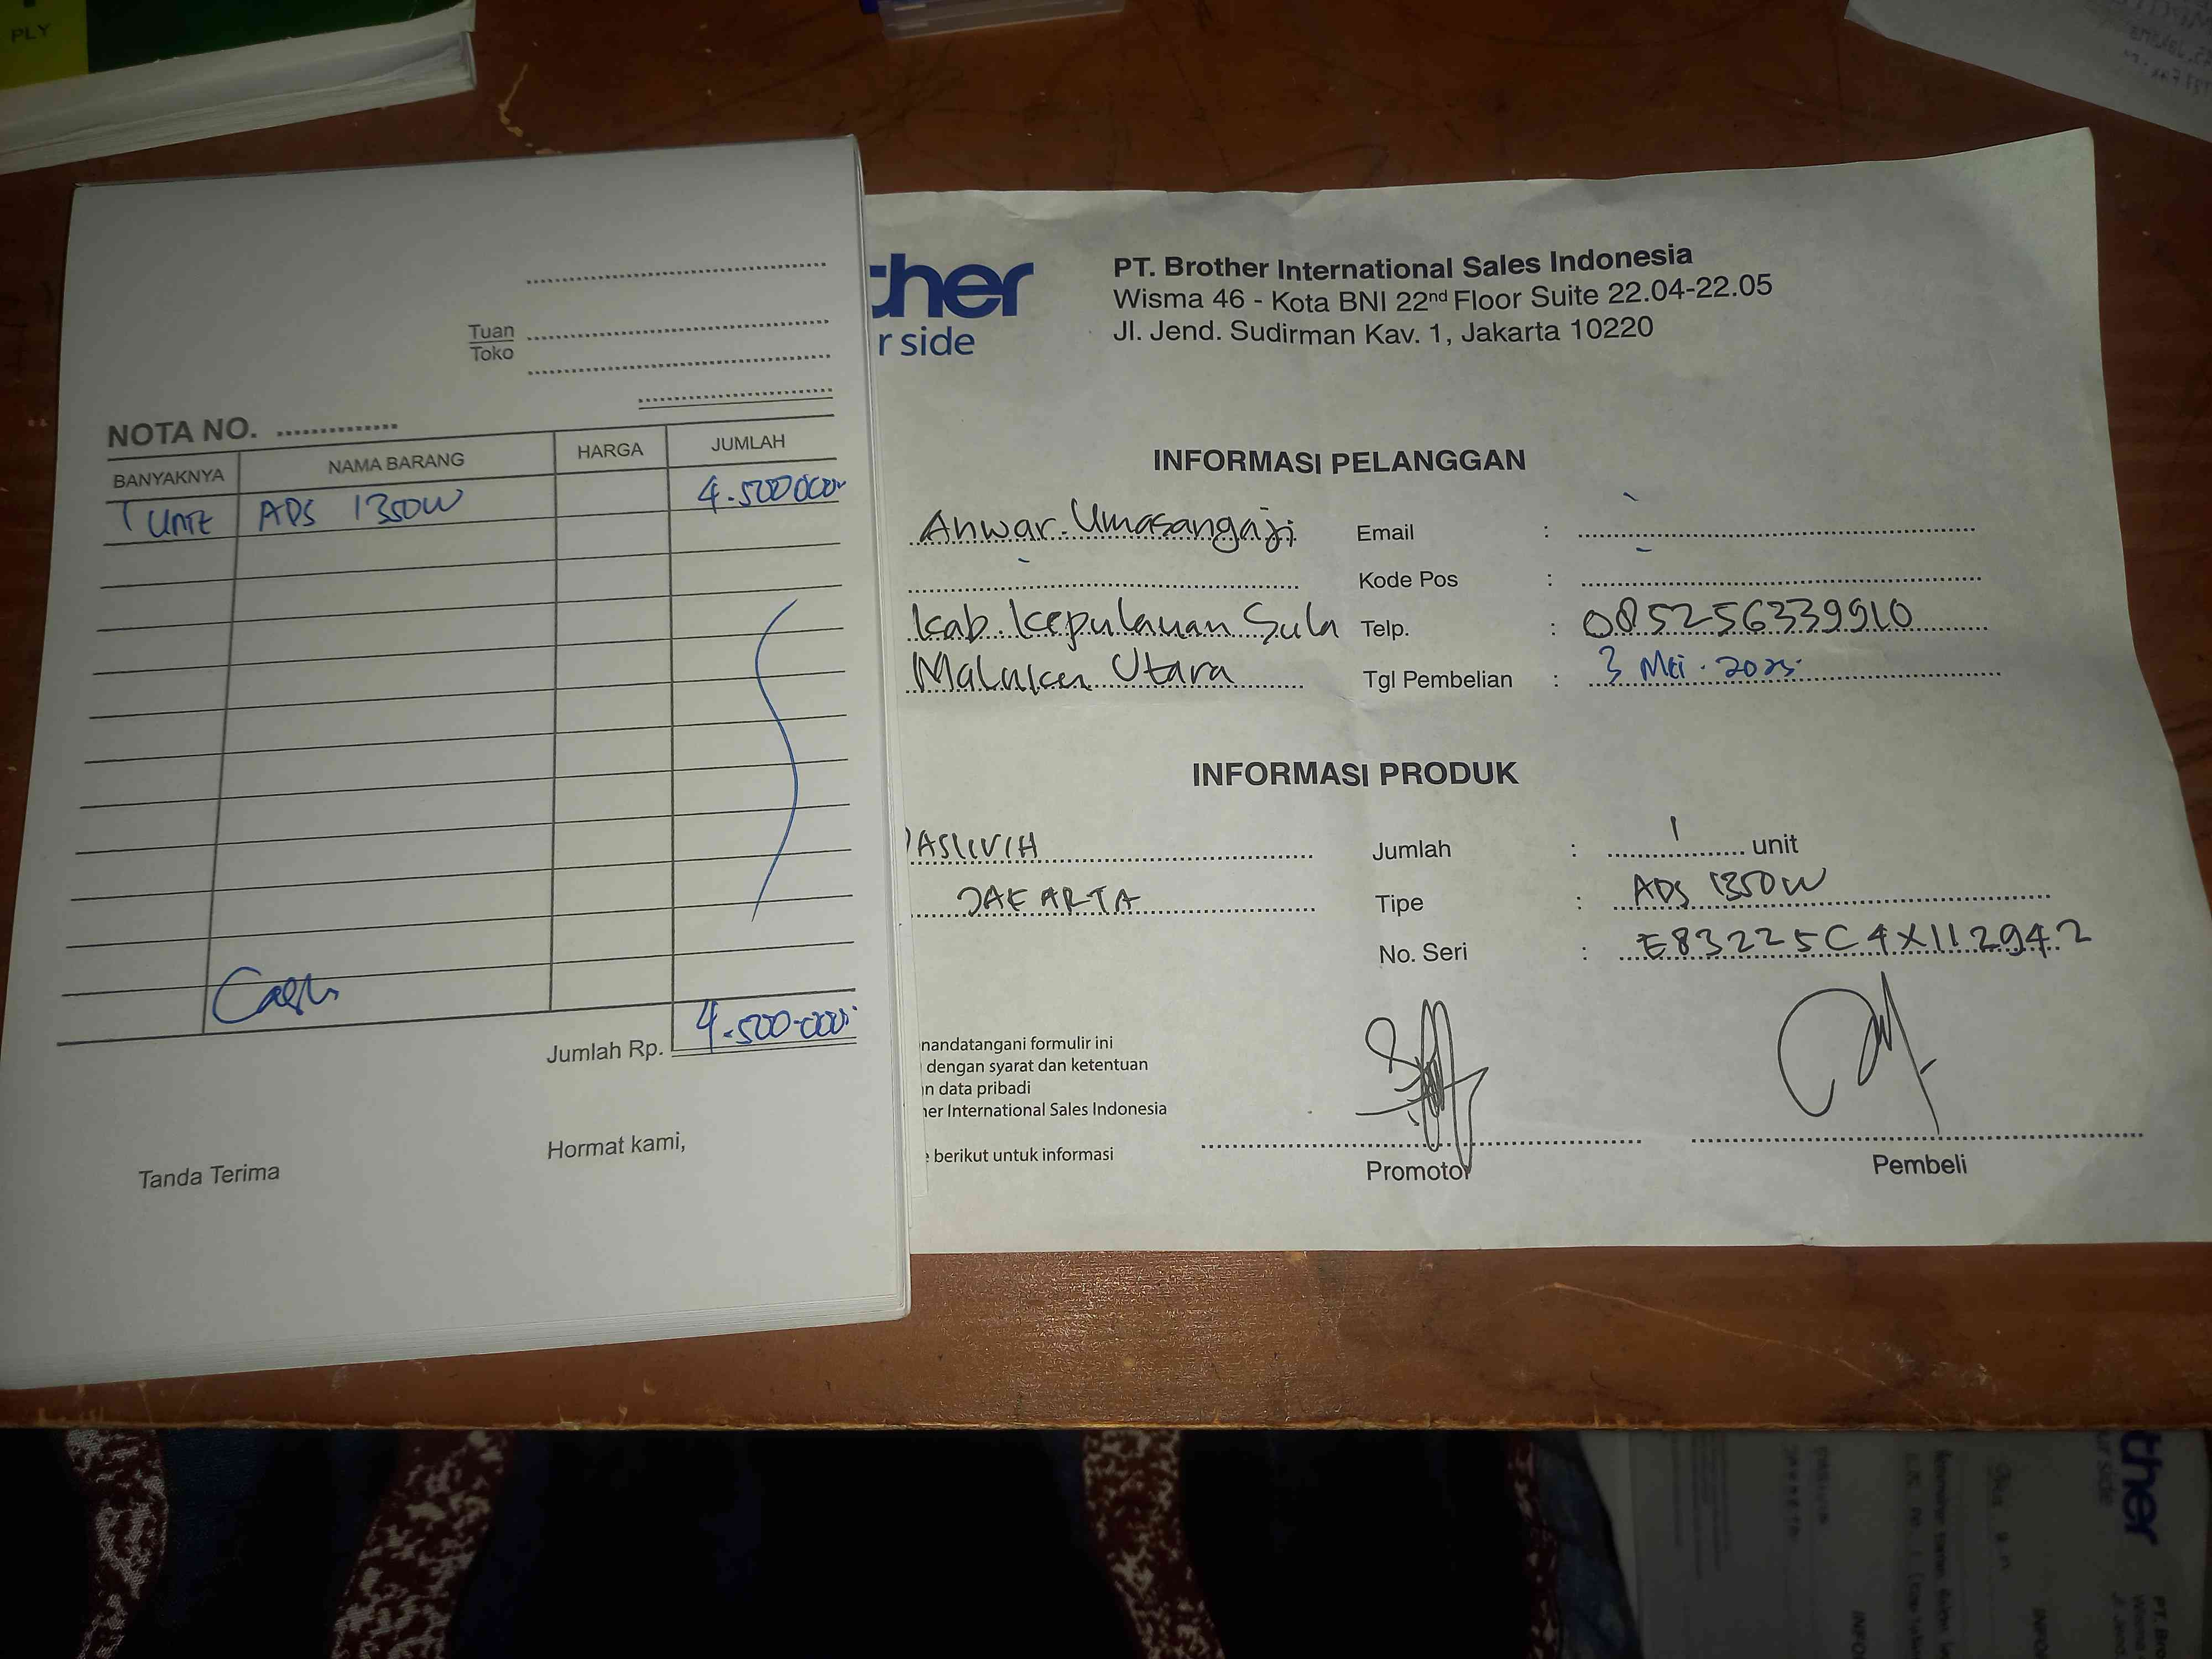 PLY
Tuan
Toko
NOTA NO.
BANYAKNYA NAMA BARANG HARGA JUMLAH
1 unit ADS 1350W 4.500.000
Cash
Jumlah Rp. 4.500.000
Tanda Terima Hormat kami,
ther
r side
PT. Brother International Sales Indonesia
Wisma 46 - Kota BNI 22nd Floor Suite 22.04-22.05
Jl. Jend. Sudirman Kav. 1, Jakarta 10220
INFORMASI PELANGGAN
Anwar. Umasangaji Email :
- Kode Pos : -
Kab. Kepulauan Sula Telp. : 085256339910
Maluku Utara Tgl Pembelian : 3 Mei. 2025.
INFORMASI PRODUK
Jumlah : 1 unit
JAKARTA Tipe : ADS 1350W
No. Seri : E83225C4X112942
nandatangani formulir ini
dengan syarat dan ketentuan
n data pribadi
her International Sales Indonesia
berikut untuk informasi
Promotor Pembeli
ther
ur side